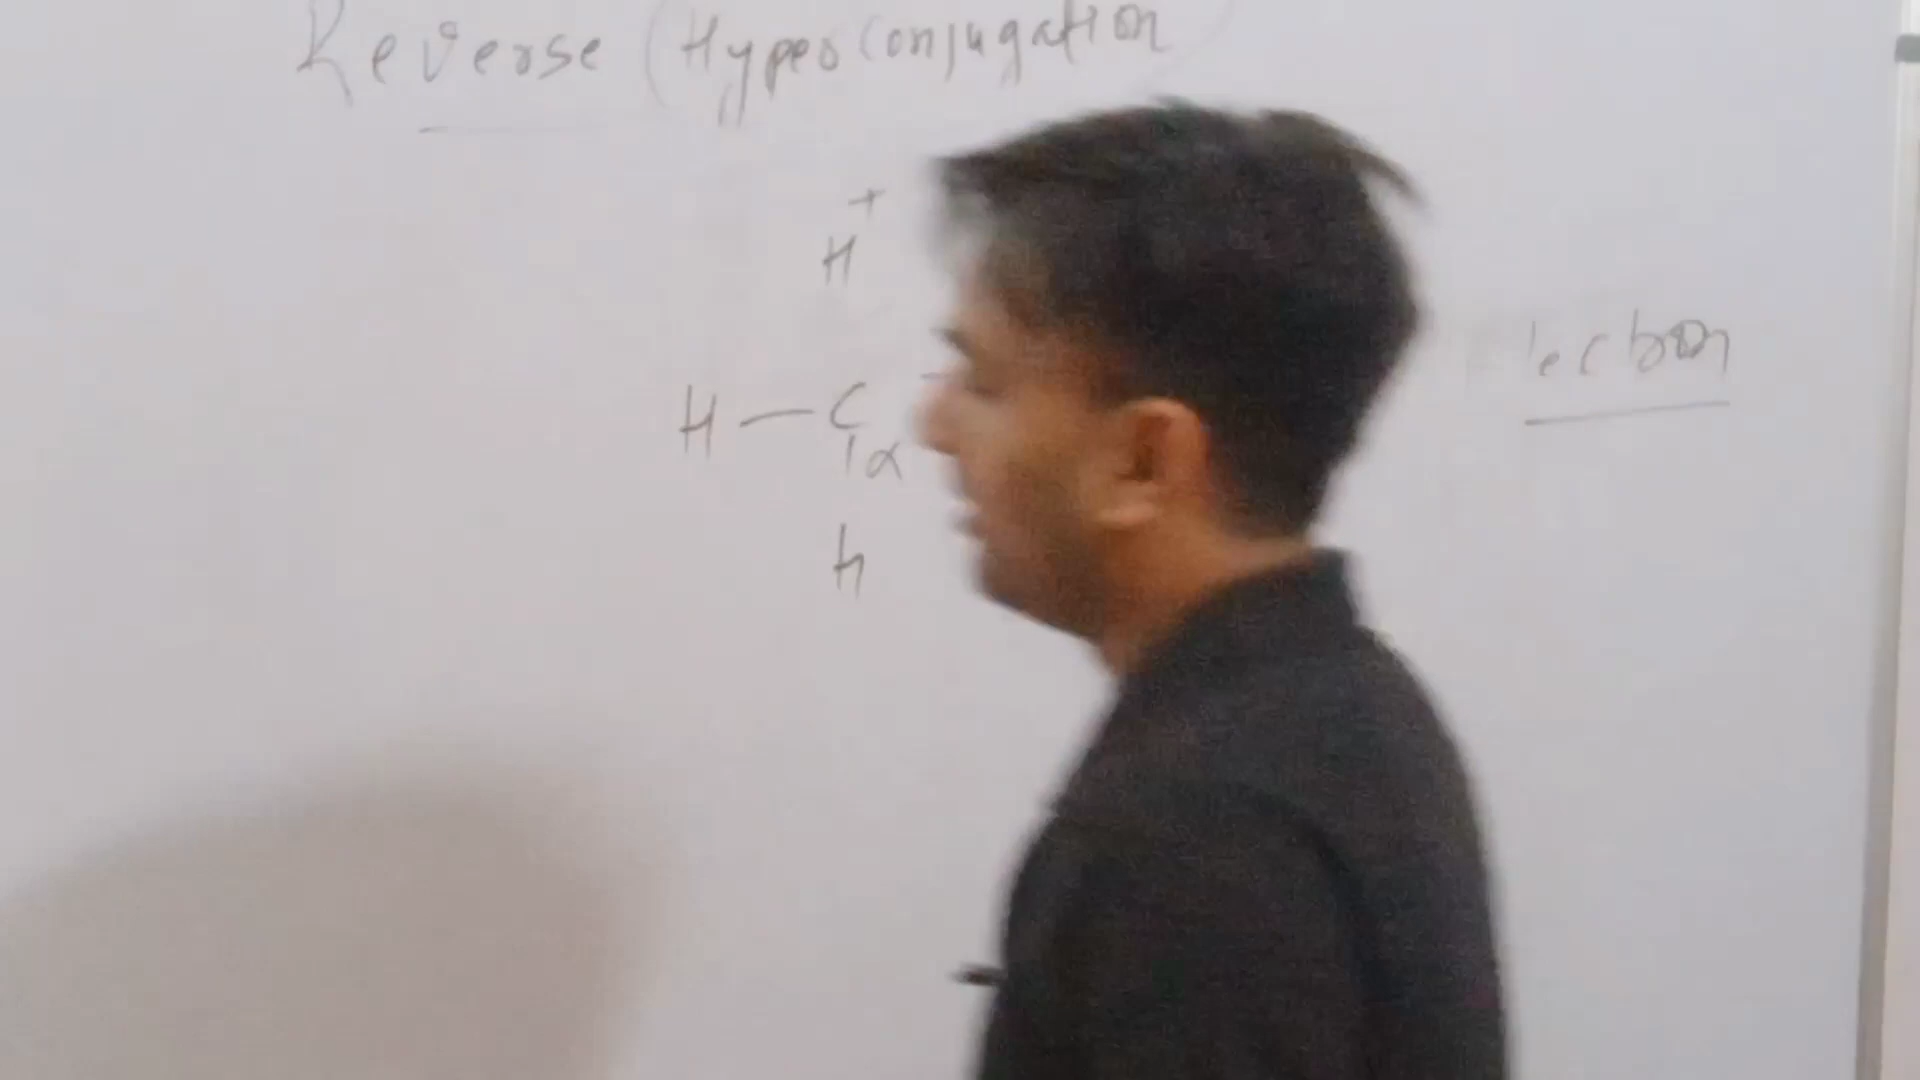 Reverse (Hyperconjugation
+
H
H — C
α
h
lectron